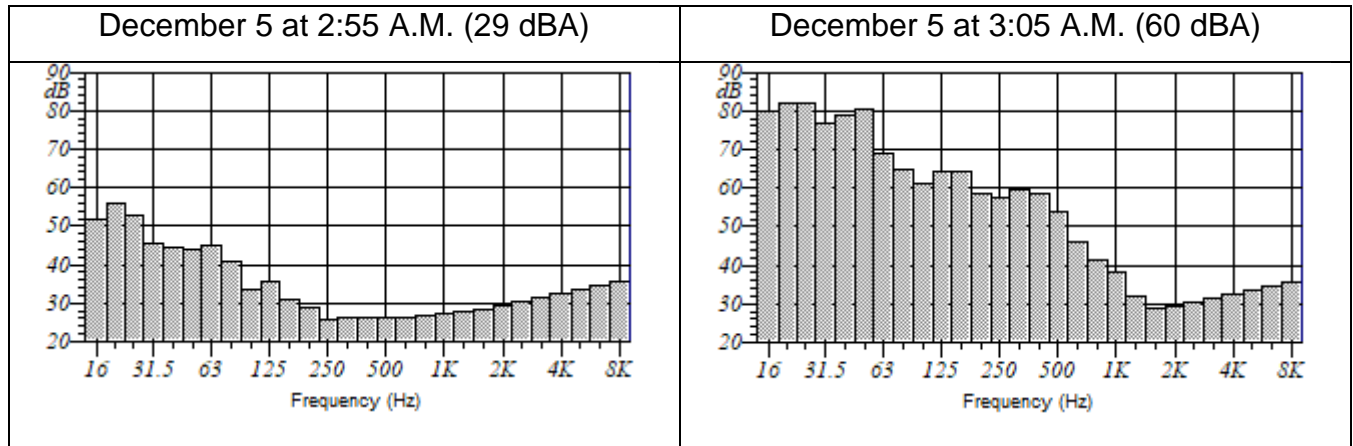 December 5 at 2:55 A.M. (29 dBA)
90
dB
80
70
60
50
40
30
20
16 31.5 63 125 250 500 1K 2K 4K 8K
Frequency (Hz)
December 5 at 3:05 A.M. (60 dBA)
90
dB
80
70
60
50
40
30
20
16 31.5 63 125 250 500 1K 2K 4K 8K
Frequency (Hz)